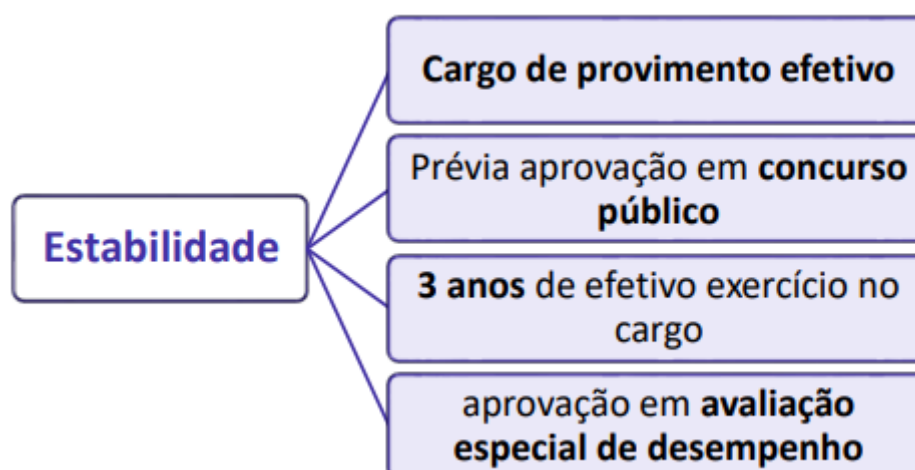 Cargo de provimento efetivo
Prévia aprovação em concurso
público
Estabilidade
3 anos de efetivo exercício no
cargo
aprovação em avaliação
especial de desempenho